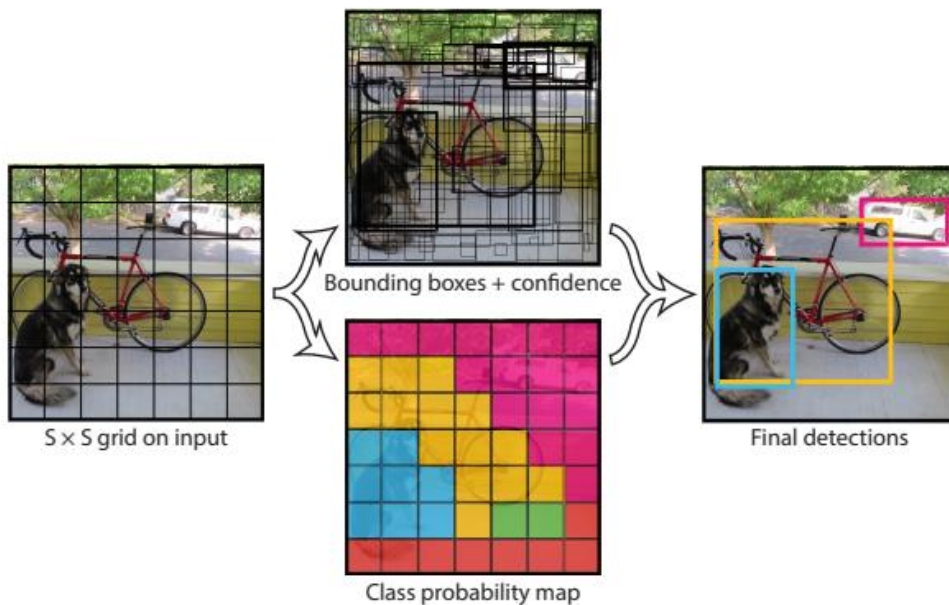 Bounding boxes + confidence
S × S grid on input
Final detections
Class probability map